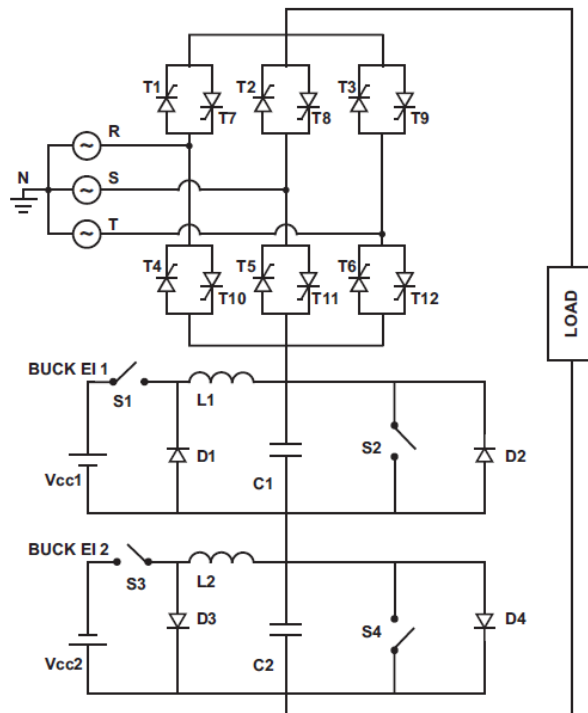 T1 T2 T3
T7 T8 T9
R
N S
T
T4 T5 T6
T10 T11 T12
LOAD
BUCK EI 1
S1 L1
S2
D1 D2
Vcc1 C1
BUCK EI 2
S3 L2
D3 S4 D4
Vcc2 C2
~
~
~